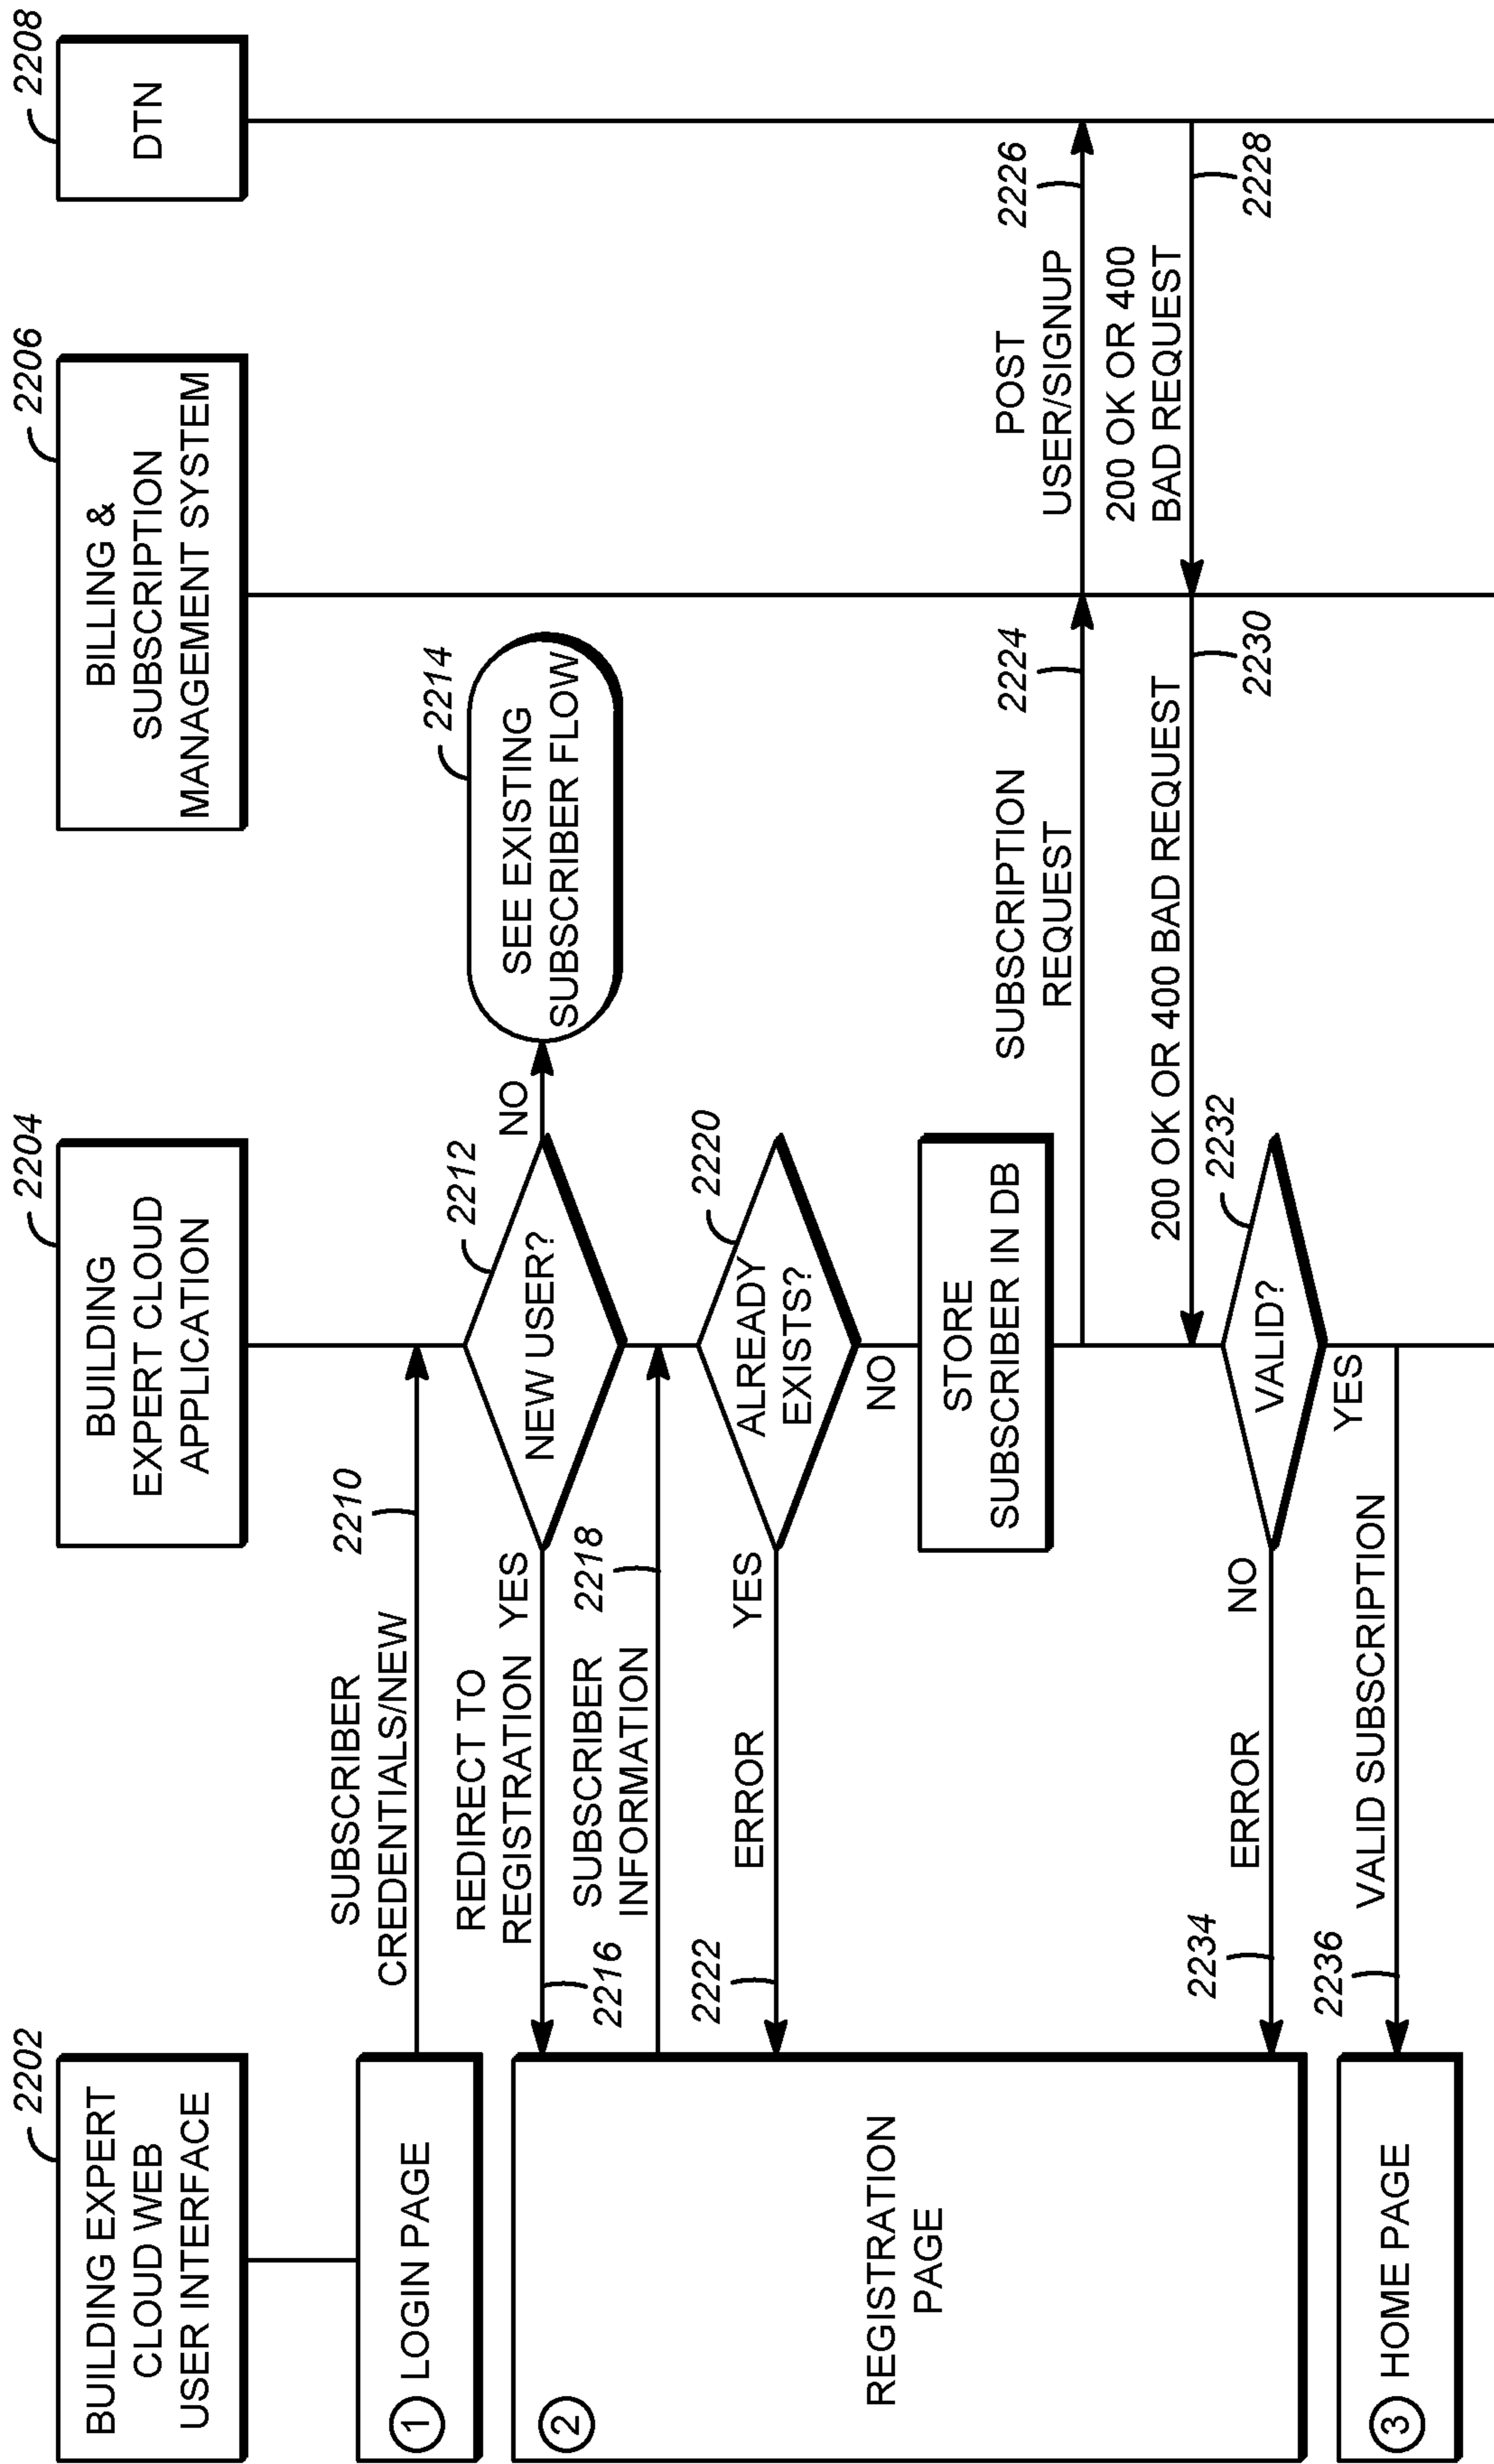 2202
BUILDING EXPERT
CLOUD WEB
USER INTERFACE
2204
BUILDING
EXPERT CLOUD
APPLICATION
2206
BILLING &
SUBSCRIPTION
MANAGEMENT SYSTEM
2208
DTN
1 LOGIN PAGE
SUBSCRIBER
CREDENTIALS/NEW
2210
2212
NEW USER?
NO
2214
SEE EXISTING
SUBSCRIBER FLOW
REDIRECT TO
REGISTRATION YES
2216
2
REGISTRATION
PAGE
SUBSCRIBER
INFORMATION
2218
2220
ALREADY
EXISTS?
YES
ERROR
2222
NO
STORE
SUBSCRIBER IN DB
SUBSCRIPTION
REQUEST
2224
POST
USER/SIGNUP
2226
200 OK OR 400
BAD REQUEST
2228
200 OK OR 400 BAD REQUEST
2230
2232
VALID?
NO
ERROR
2234
YES
VALID SUBSCRIPTION
2236
3 HOME PAGE